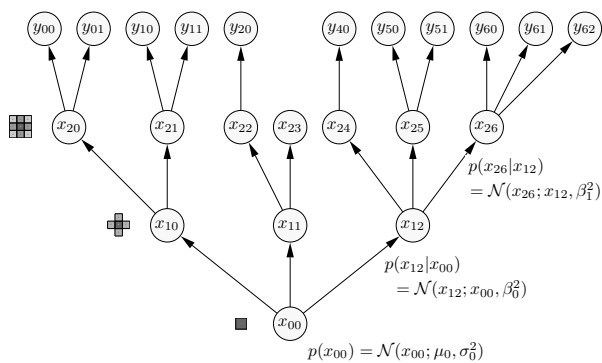 y₀₀ y₀₁ y₁₀ y₁₁ y₂₀ y₄₀ y₅₀ y₅₁ y₆₀ y₆₁ y₆₂
x₂₀ x₂₁ x₂₂ x₂₃ x₂₄ x₂₅ x₂₆
p(x₂₆|x₁₂)
= 𝒩(x₂₆; x₁₂, β₁²)
x₁₀ x₁₁ x₁₂
p(x₁₂|x₀₀)
= 𝒩(x₁₂; x₀₀, β₀²)
x₀₀
p(x₀₀) = 𝒩(x₀₀; μ₀, σ₀²)